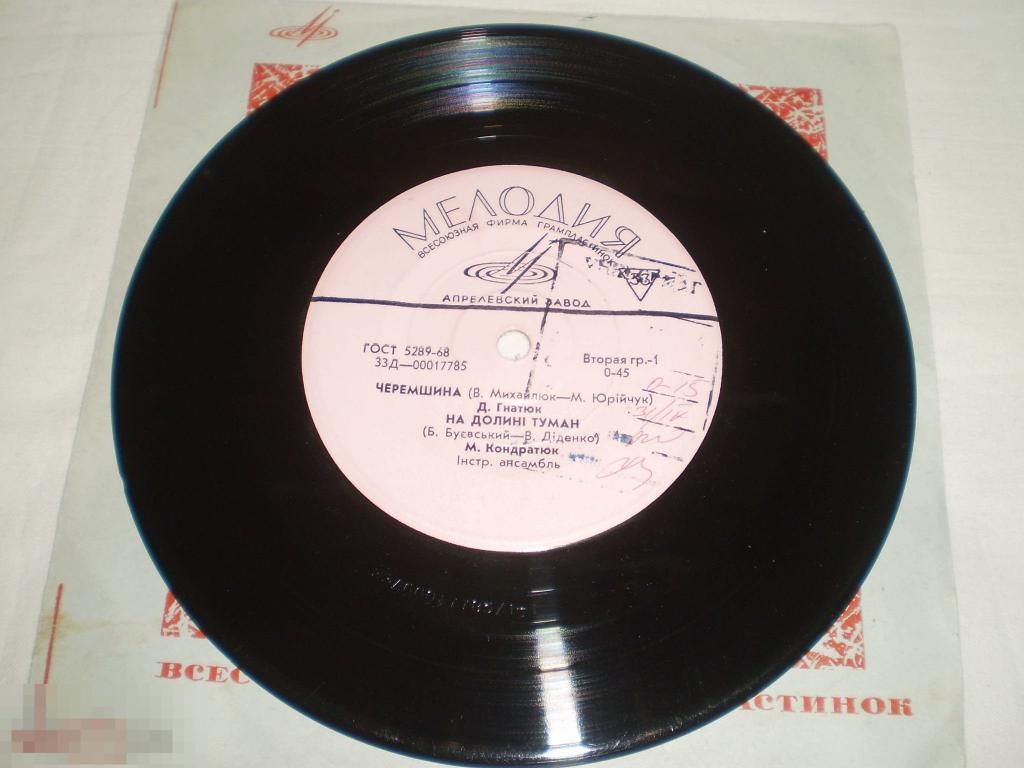 МЕЛОДИЯ
ВСЕСОЮЗНАЯ ФИРМА ГРАМПЛАСТИНОК
33
АПРЕЛЕВСКИЙ ЗАВОД
ГОСТ 5289-68
33Д—00017785
Вторая гр.-1
0-45
ЧЕРЕМШИНА (В. Михайлюк—М. Юрійчук)
Д. Гнатюк
НА ДОЛИНІ ТУМАН
(Б. Буєвський—В. Діденко)
М. Кондратюк
Інстр. ансамбль
ВСЕС
АСТИНОК